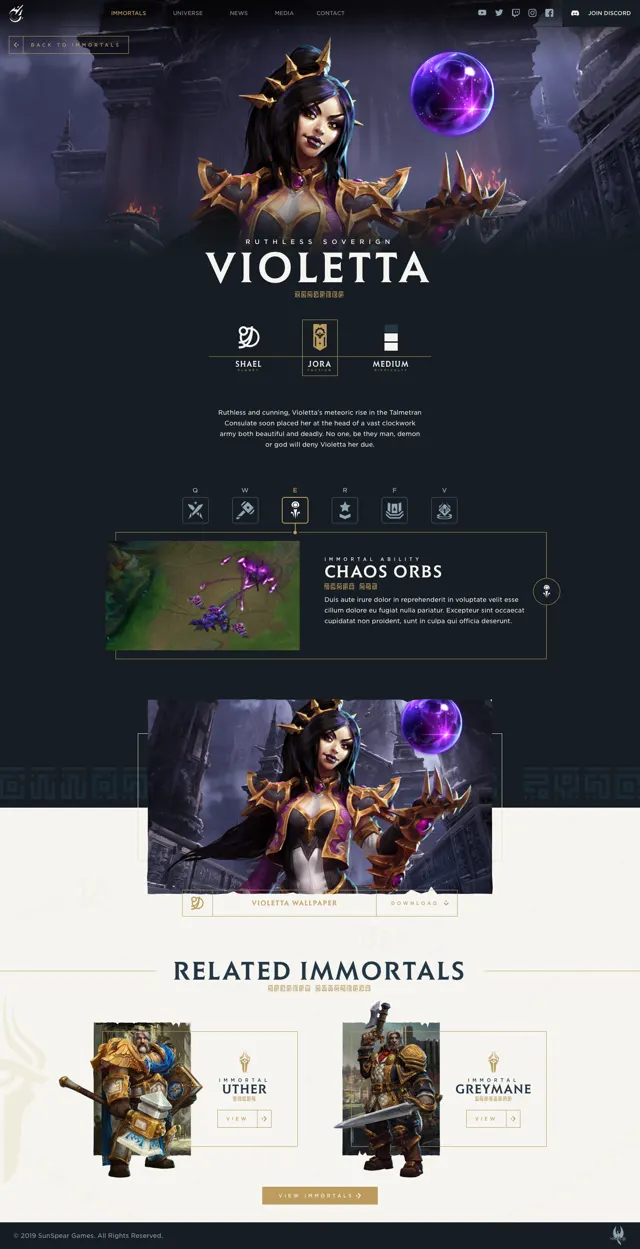 IMMORTALS UNIVERSE NEWS MEDIA CONTACT JOIN DISCORD
BACK TO IMMORTALS
RUTHLESS SOVERIGN
VIOLETTA
SHAEL JORA MEDIUM
PLANET FACTION DIFFICULTY
Ruthless and cunning, Violetta's meteoric rise in the Talmetran
Consulate soon placed her at the head of a vast clockwork
army both beautiful and deadly. No one, be they man, demon
or god will deny Violetta her due.
Q W E R F V
IMMORTAL ABILITY
CHAOS ORBS
Duis aute irure dolor in reprehenderit in voluptate velit esse
cillum dolore eu fugiat nulla pariatur. Excepteur sint occaecat
cupidatat non proident, sunt in culpa qui officia deserunt.
VIOLETTA WALLPAPER DOWNLOAD
RELATED IMMORTALS
IMMORTAL
UTHER
VIEW
IMMORTAL
GREYMANE
VIEW
VIEW IMMORTALS
© 2019 SunSpear Games. All Rights Reserved.